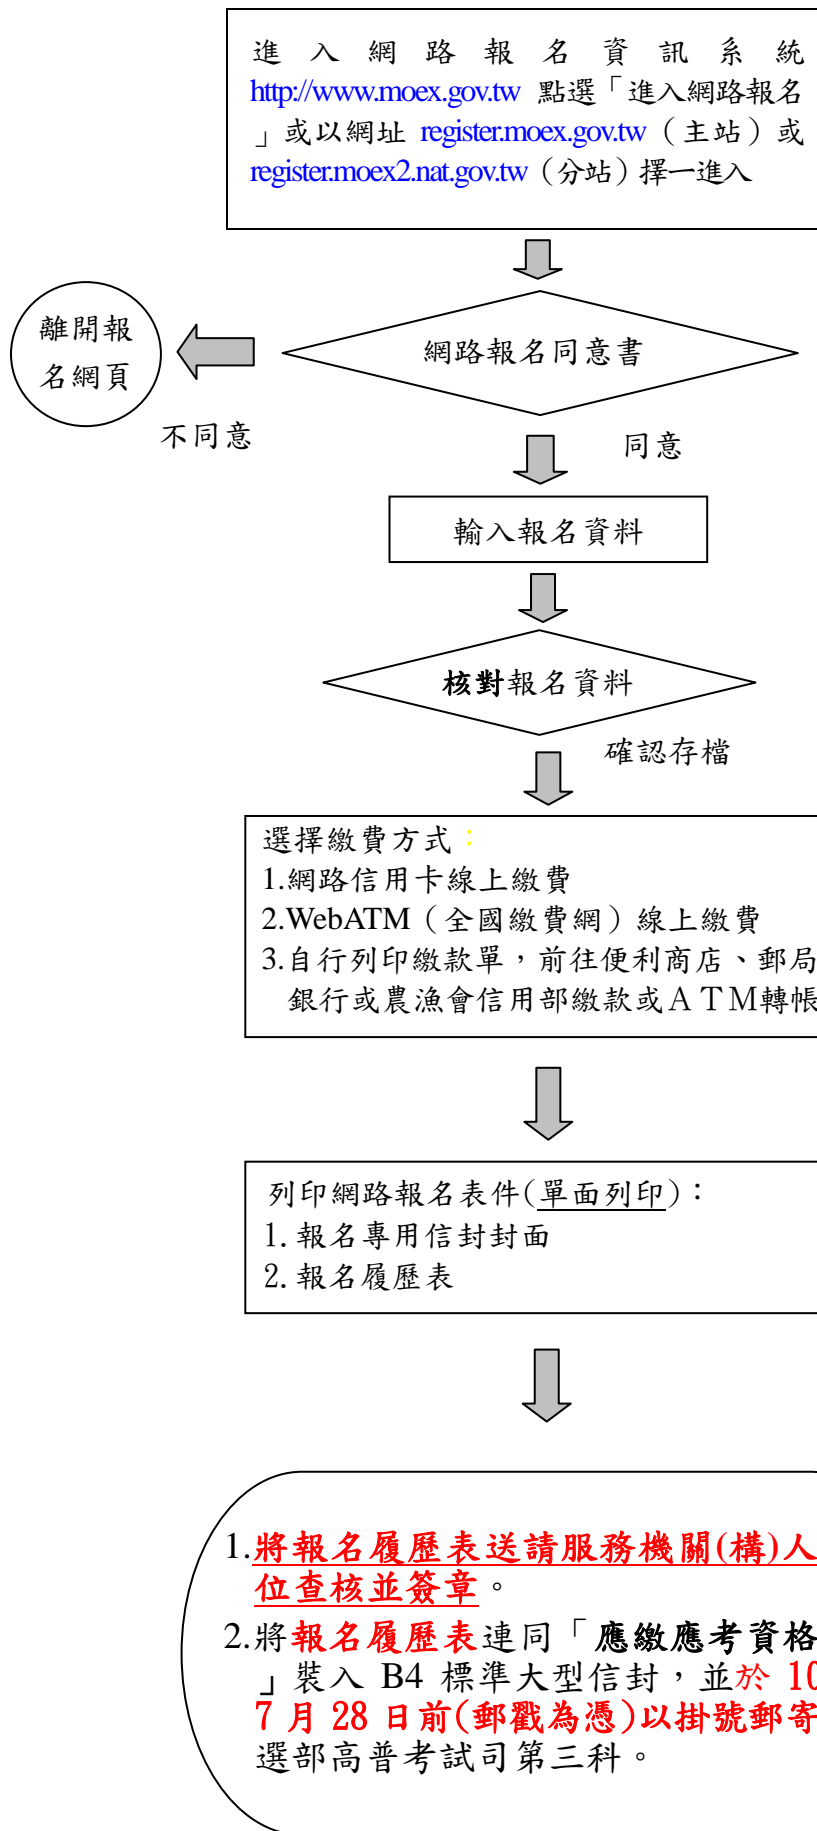 進入網路報名資訊系統
http://www.moex.gov.tw 點選「進入網路報名
」或以網址 register.moex.gov.tw（主站）或
register.moex2.nat.gov.tw（分站）擇一進入
網路報名同意書
離開報
名網頁
不同意
同意
輸入報名資料
核對報名資料
確認存檔
選擇繳費方式：
1.網路信用卡線上繳費
2.WebATM（全國繳費網）線上繳費
3.自行列印繳款單，前往便利商店、郵局
銀行或農漁會信用部繳款或ＡＴＭ轉帳
列印網路報名表件(單面列印)：
1.報名專用信封封面
2.報名履歷表
1.將報名履歷表送請服務機關(構)人
位查核並簽章。
2.將報名履歷表連同「應繳應考資格
」裝入 B4 標準大型信封，並於 10
7 月 28 日前(郵戳為憑)以掛號郵寄
選部高普考試司第三科。